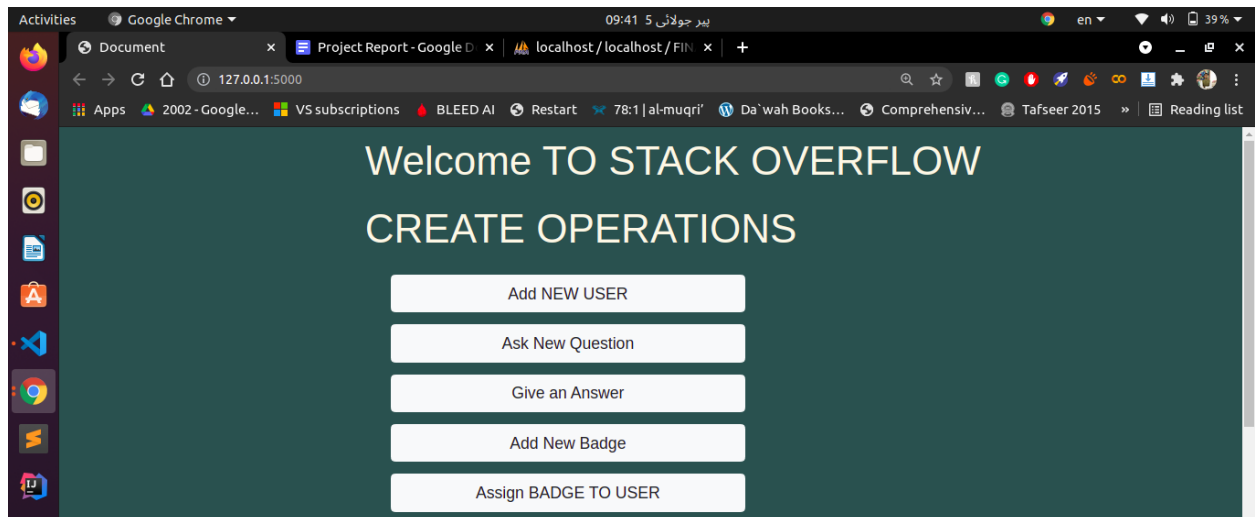 Activities Google Chrome ▾ پیر جولائی 5 09:41 en ▾ 39 % ▾
Document × Project Report - Google D × localhost / localhost / FIN × +
127.0.0.1:5000
Apps 2002 - Google... VS subscriptions BLEED AI Restart 78:1 | al-muqri’ Da`wah Books... Comprehensiv... Tafseer 2015 » Reading list
Welcome TO STACK OVERFLOW
CREATE OPERATIONS
Add NEW USER
Ask New Question
Give an Answer
Add New Badge
Assign BADGE TO USER